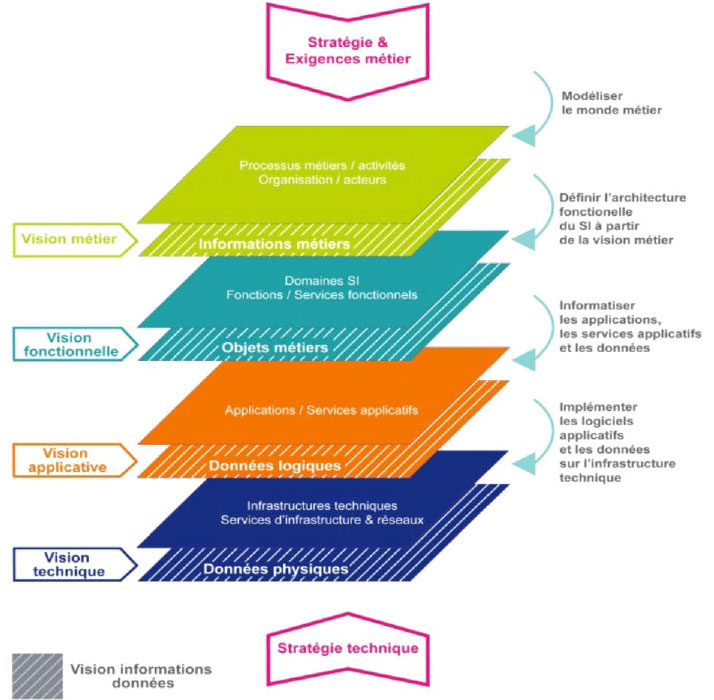 Stratégie &
Exigences métier
Modéliser
le monde métier
Processus métiers / activités
Organisation / acteurs
Vision métier
Informations métiers
Définir l'architecture
fonctionelle
du SI à partir
de la vision métier
Domaines SI
Fonctions / Services fonctionnels
Vision
fonctionnelle
Objets métiers
Informatiser
les applications,
les services applicatifs
et les données
Applications / Services applicatifs
Vision
applicative
Données logiques
Implémenter
les logiciels
applicatifs
et les données
sur l'infrastructure
technique
Infrastructures techniques
Services d'infrastructure & réseaux
Vision
technique
Données physiques
Stratégie technique
Vision informations
données